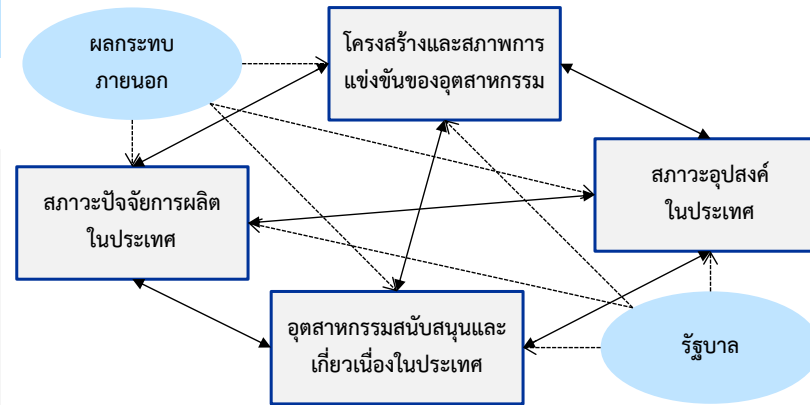 ผลกระทบ
ภายนอก
โครงสร้างและสภาพการ
แข่งขันของอุตสาหกรรม
สภาวะปัจจัยการผลิต
ในประเทศ
สภาวะอุปสงค์
ในประเทศ
อุตสาหกรรมสนับสนุนและ
เกี่ยวเนื่องในประเทศ
รัฐบาล